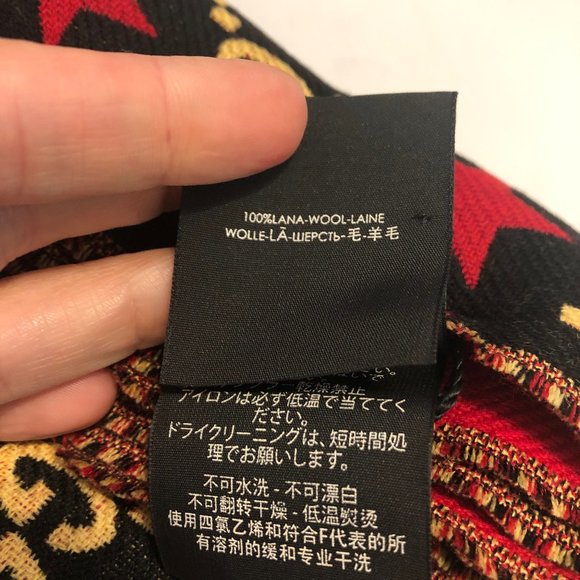 100%LANA-WOOL-LAINE
WOLLE-LÃ-ШЕРСТЬ-毛-羊毛
乾燥禁止
アイロンは必ず低温で当ててく
ださい。
ドライクリーニングは、短時間処
理でお願いします。
不可水洗 - 不可漂白
不可翻转干燥 - 低温熨烫
使用四氯乙烯和符合F代表的所
有溶剂的缓和专业干洗